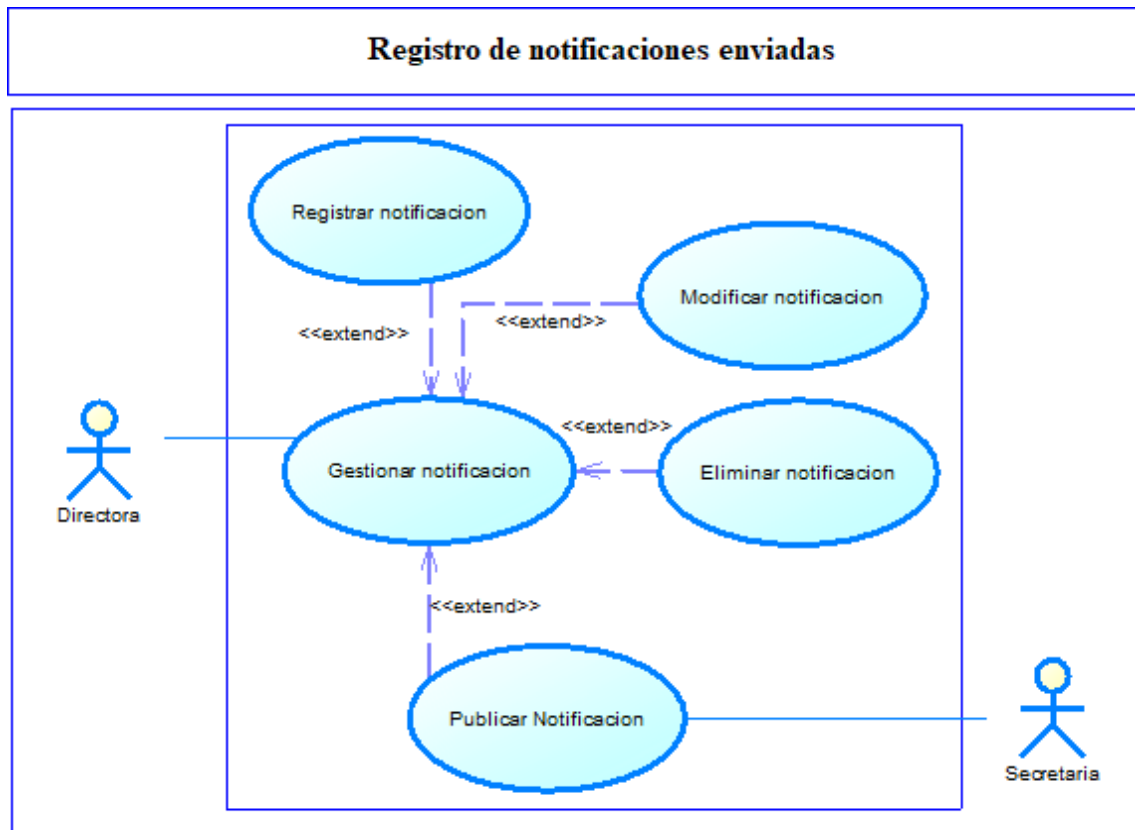 Registro de notificaciones enviadas
Registrar notificacion
Modificar notificacion
<<extend>>
<<extend>>
<<extend>>
Gestionar notificacion
Eliminar notificacion
Directora
<<extend>>
Publicar Notificacion
Secretaria